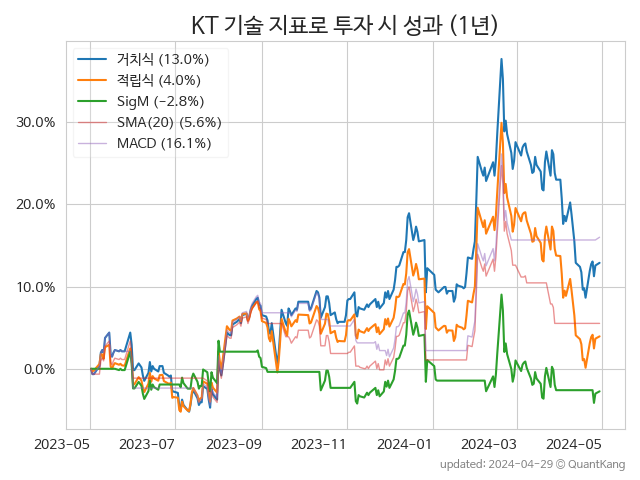 KT 기술 지표로 투자 시 성과 (1년)
거치식 (13.0%)
적립식 (4.0%)
SigM (−2.8%)
SMA(20) (5.6%)
MACD (16.1%)
30.0%
20.0%
10.0%
0.0%
2023−05 2023−07 2023−09 2023−11 2024−01 2024−03 2024−05
updated: 2024−04−29 © QuantKang